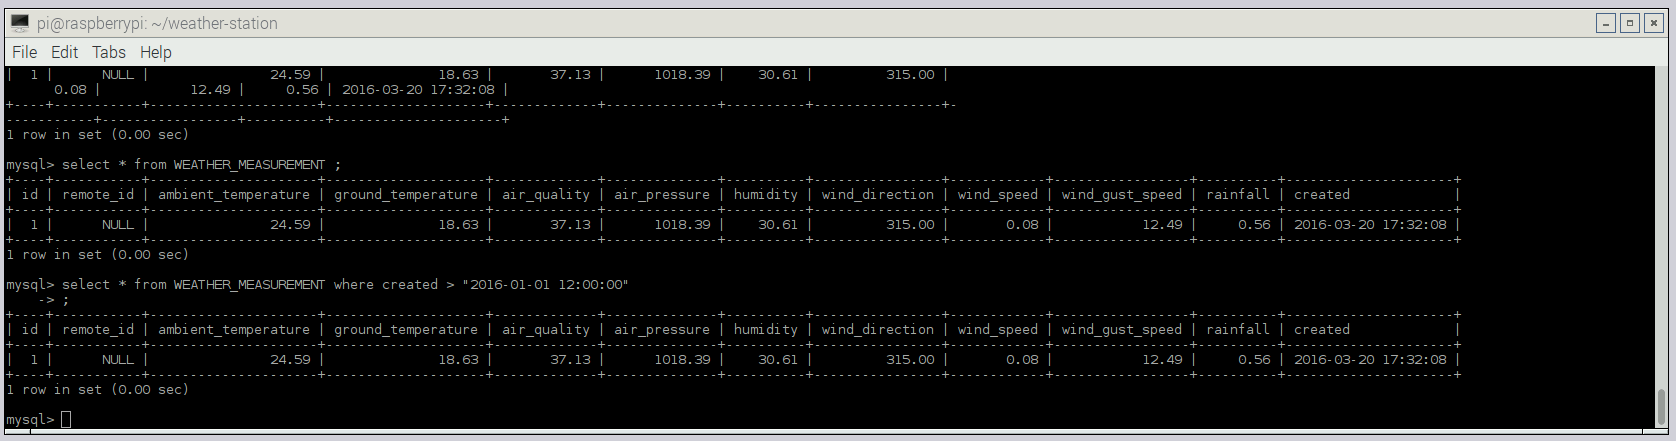 pi@raspberrypi: ~/weather-station
File Edit Tabs Help
|  1 |      NULL |               24.59 |              18.63 |       37.13 |      1018.39 |    30.61 |         315.00 |
      0.08 |           12.49 |     0.56 | 2016-03-20 17:32:08 |
+----+-----------+---------------------+--------------------+-------------+--------------+----------+----------------+-
-----------+-----------------+----------+---------------------+
1 row in set (0.00 sec)
mysql> select * from WEATHER_MEASUREMENT ;
+----+-----------+---------------------+--------------------+-------------+--------------+----------+----------------+------------+-----------------+----------+---------------------+
| id | remote_id | ambient_temperature | ground_temperature | air_quality | air_pressure | humidity | wind_direction | wind_speed | wind_gust_speed | rainfall | created             |
+----+-----------+---------------------+--------------------+-------------+--------------+----------+----------------+------------+-----------------+----------+---------------------+
|  1 |      NULL |               24.59 |              18.63 |       37.13 |      1018.39 |    30.61 |         315.00 |       0.08 |           12.49 |     0.56 | 2016-03-20 17:32:08 |
+----+-----------+---------------------+--------------------+-------------+--------------+----------+----------------+------------+-----------------+----------+---------------------+
1 row in set (0.00 sec)
mysql> select * from WEATHER_MEASUREMENT where created > "2016-01-01 12:00:00"
    -> ;
+----+-----------+---------------------+--------------------+-------------+--------------+----------+----------------+------------+-----------------+----------+---------------------+
| id | remote_id | ambient_temperature | ground_temperature | air_quality | air_pressure | humidity | wind_direction | wind_speed | wind_gust_speed | rainfall | created             |
+----+-----------+---------------------+--------------------+-------------+--------------+----------+----------------+------------+-----------------+----------+---------------------+
|  1 |      NULL |               24.59 |              18.63 |       37.13 |      1018.39 |    30.61 |         315.00 |       0.08 |           12.49 |     0.56 | 2016-03-20 17:32:08 |
+----+-----------+---------------------+--------------------+-------------+--------------+----------+----------------+------------+-----------------+----------+---------------------+
1 row in set (0.00 sec)
mysql>